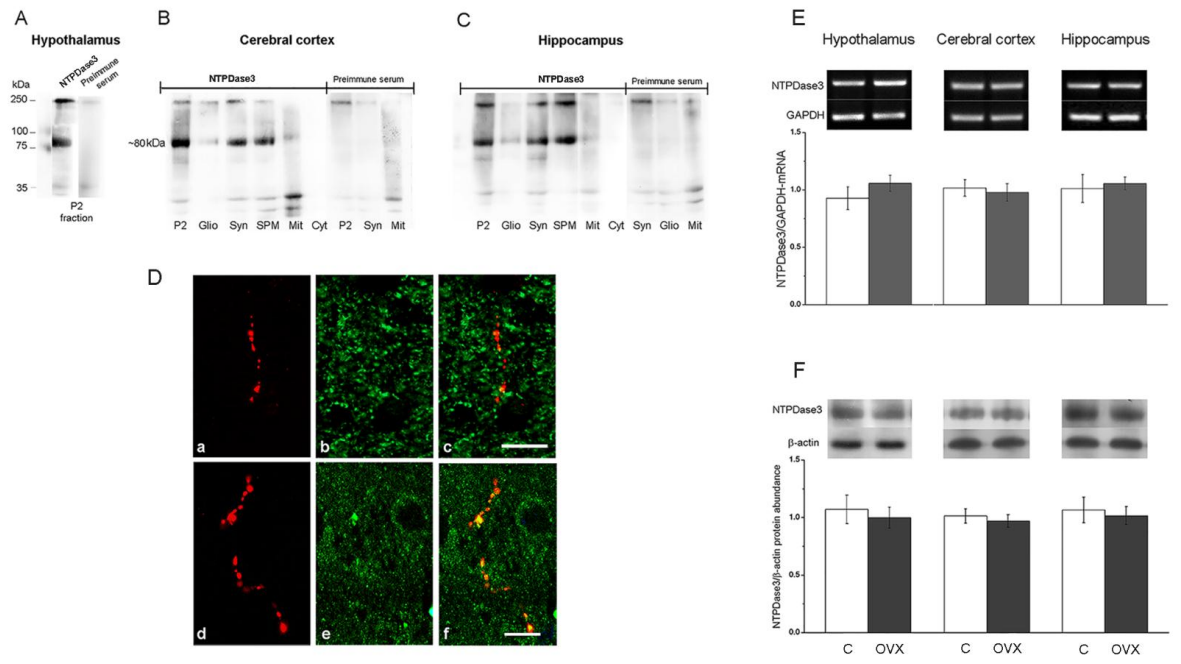 A
Hypothalamus
NTPDase3
Preimmune
serum
kDa
250
100
75
35
P2
fraction
B
Cerebral cortex
NTPDase3
Preimmune serum
~80kDa
P2 Glio Syn SPM Mit Cyt P2 Syn Mit
C
Hippocampus
NTPDase3
Preimmune serum
P2 Glio Syn SPM Mit Cyt Syn Glio Mit
D
a
b
c
d
e
f
E
Hypothalamus Cerebral cortex Hippocampus
NTPDase3
GAPDH
NTPDase3/GAPDH-mRNA
1.5
1.0
0.5
0.0
F
NTPDase3
β-actin
NTPDase3/β-actin protein abundance
1.5
1.0
0.5
0.0
C OVX C OVX C OVX